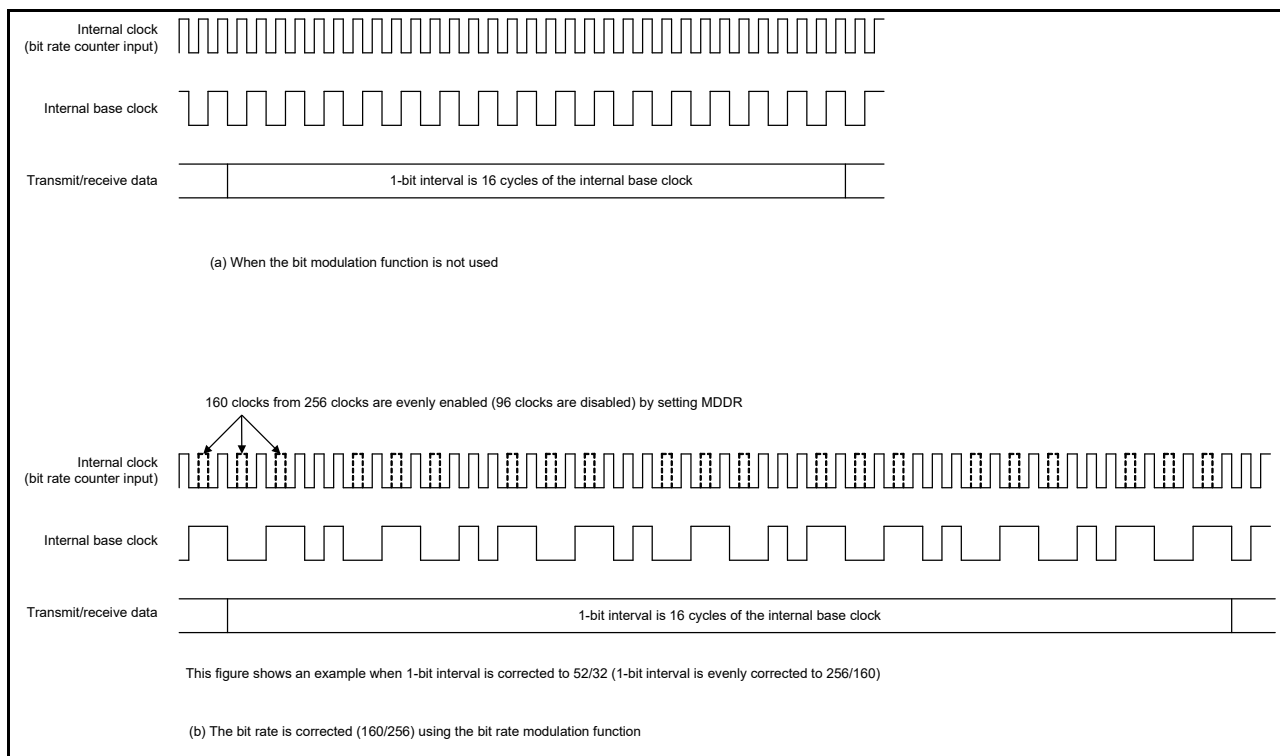 Internal clock
(bit rate counter input)
Internal base clock
Transmit/receive data
1-bit interval is 16 cycles of the internal base clock
(a) When the bit modulation function is not used
160 clocks from 256 clocks are evenly enabled (96 clocks are disabled) by setting MDDR
Internal clock
(bit rate counter input)
Internal base clock
Transmit/receive data
1-bit interval is 16 cycles of the internal base clock
This figure shows an example when 1-bit interval is corrected to 52/32 (1-bit interval is evenly corrected to 256/160)
(b) The bit rate is corrected (160/256) using the bit rate modulation function